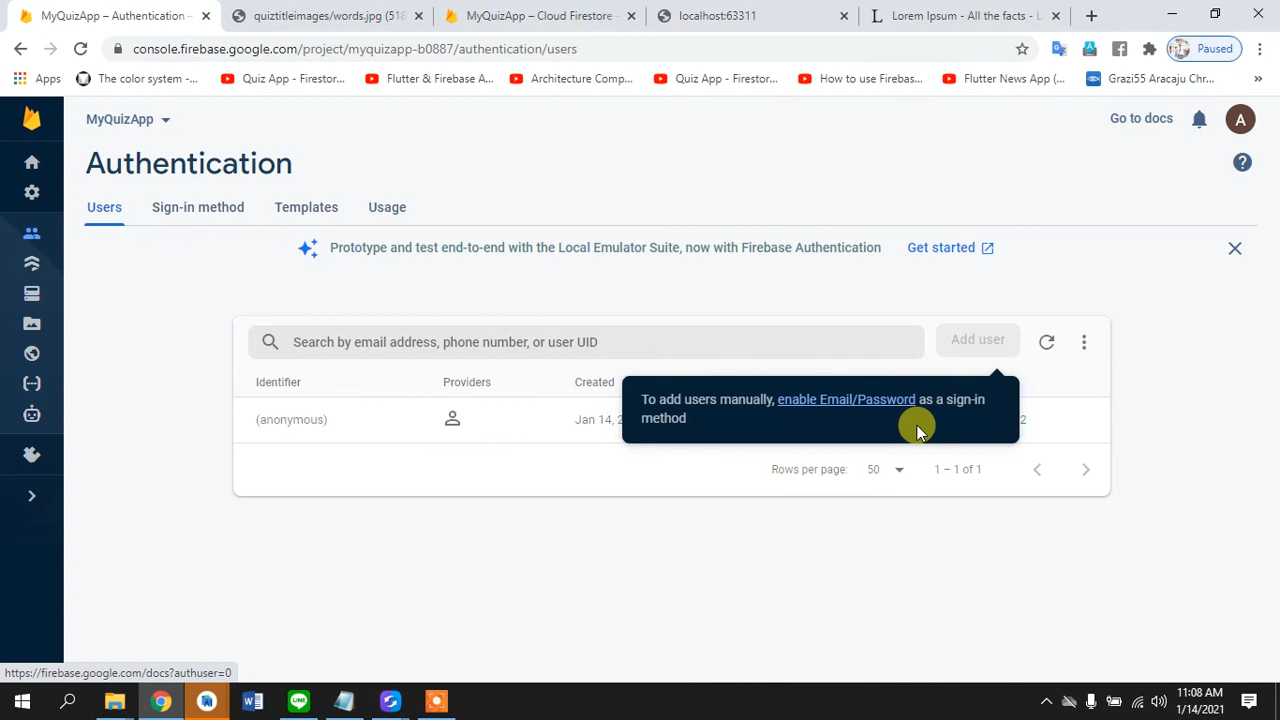 MyQuizApp – Authentication –
quiztitleimages/words.jpg (518
MyQuizApp – Cloud Firestore –
localhost:63311
Lorem Ipsum - All the facts - L
console.firebase.google.com/project/myquizapp-b0887/authentication/users
Paused
Apps
The color system -...
Quiz App - Firestor...
Flutter & Firebase A...
Architecture Comp...
Quiz App - Firestor...
How to use Firebas...
Flutter News App (...
Grazi55 Aracaju Chr...
MyQuizApp
Go to docs
A
Authentication
Users
Sign-in method
Templates
Usage
Prototype and test end-to-end with the Local Emulator Suite, now with Firebase Authentication
Get started
Search by email address, phone number, or user UID
Add user
Identifier
Providers
Created
To add users manually, enable Email/Password as a sign-in
method
(anonymous)
Jan 14, 2
2
Rows per page:
50
1 – 1 of 1
https://firebase.google.com/docs?authuser=0
11:08 AM
1/14/2021